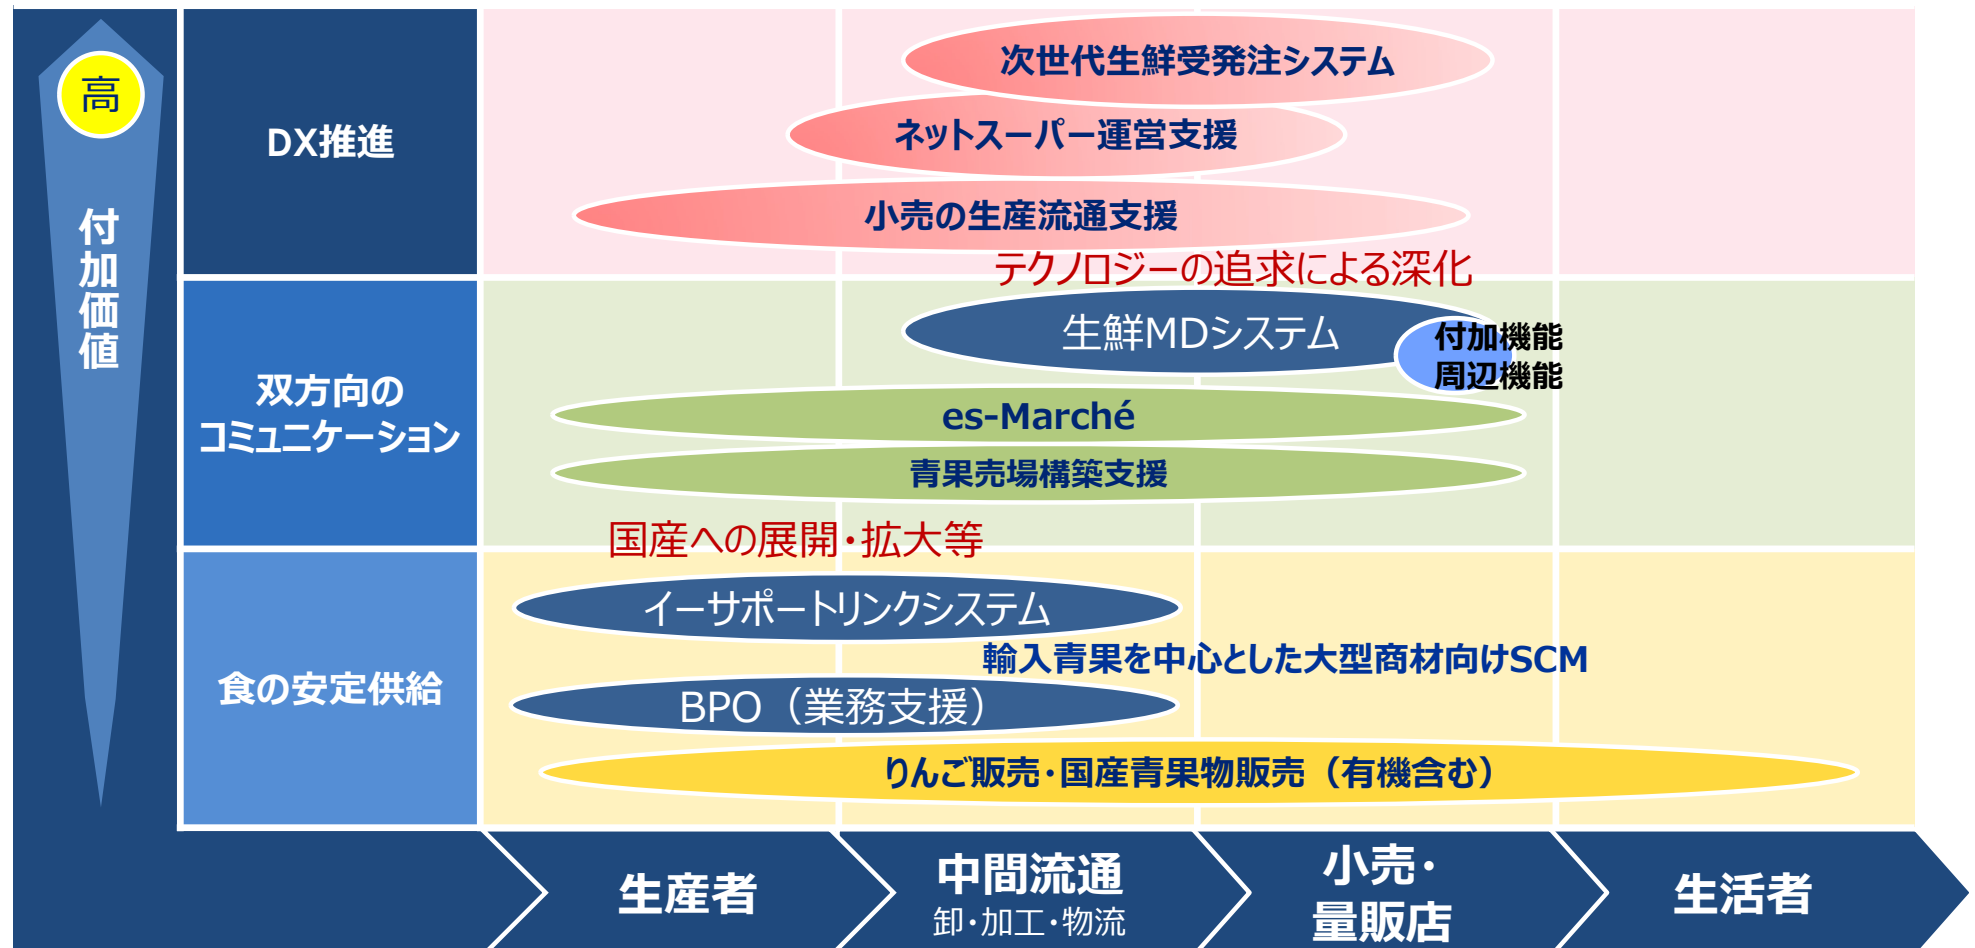 高
付加価値
DX推進
次世代生鮮受発注システム
ネットスーパー運営支援
小売の生産流通支援
テクノロジーの追求による深化
双方向の
コミュニケーション
生鮮MDシステム
付加機能
周辺機能
es-Marché
青果売場構築支援
国産への展開・拡大等
食の安定供給
イーサポートリンクシステム
輸入青果を中心とした大型商材向けSCM
BPO（業務支援）
りんご販売・国産青果物販売（有機含む）
生産者
中間流通
卸・加工・物流
小売・
量販店
生活者